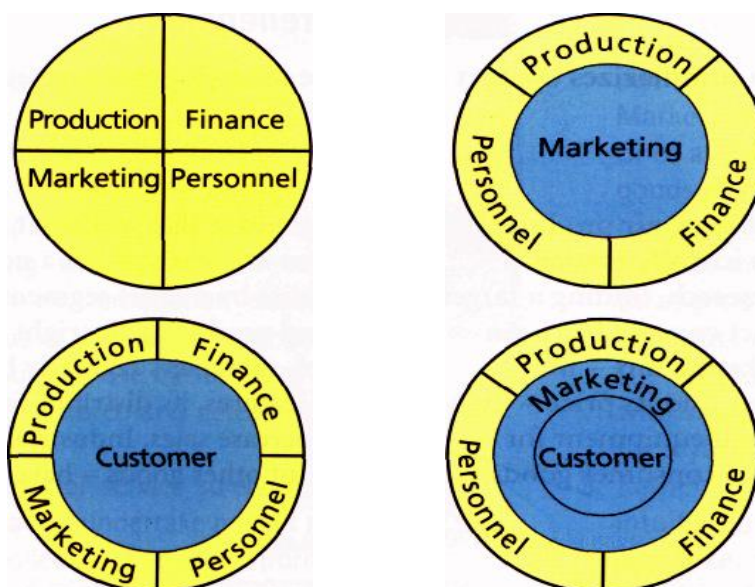 Production Finance
Marketing Personnel
Production
Marketing
Personnel
Finance
Production
Finance
Customer
Marketing
Personnel
Production
Marketing
Customer
Personnel
Finance